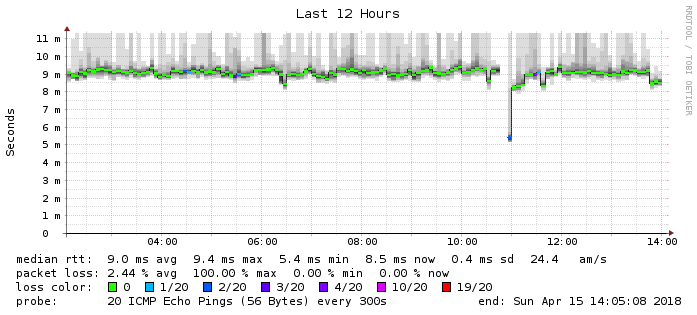 Last 12 Hours
RRDTOOL / TOBI OETIKER
Seconds
11 m
10 m
9 m
8 m
7 m
6 m
5 m
4 m
3 m
2 m
1 m
0
04:00 06:00 08:00 10:00 12:00 14:00
median rtt: 9.0 ms avg 9.4 ms max 5.4 ms min 8.5 ms now 0.4 ms sd 24.4 am/s
packet loss: 2.44 % avg 100.00 % max 0.00 % min 0.00 % now
loss color: 0 1/20 2/20 3/20 4/20 10/20 19/20
probe: 20 ICMP Echo Pings (56 Bytes) every 300s end: Sun Apr 15 14:05:08 2018